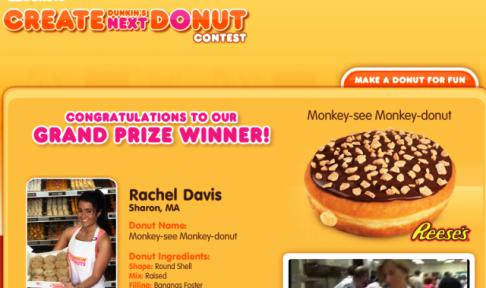 CREATE DUNKIN'S NEXT DONUT
CONTEST
MAKE A DONUT FOR FUN
CONGRATULATIONS TO OUR
GRAND PRIZE WINNER!
Monkey-see Monkey-donut
Reese's
Rachel Davis
Sharon, MA
Donut Name:
Monkey-see Monkey-donut
Donut Ingredients:
Shape: Round Shell
Mix: Raised
Filling: Bananas Foster